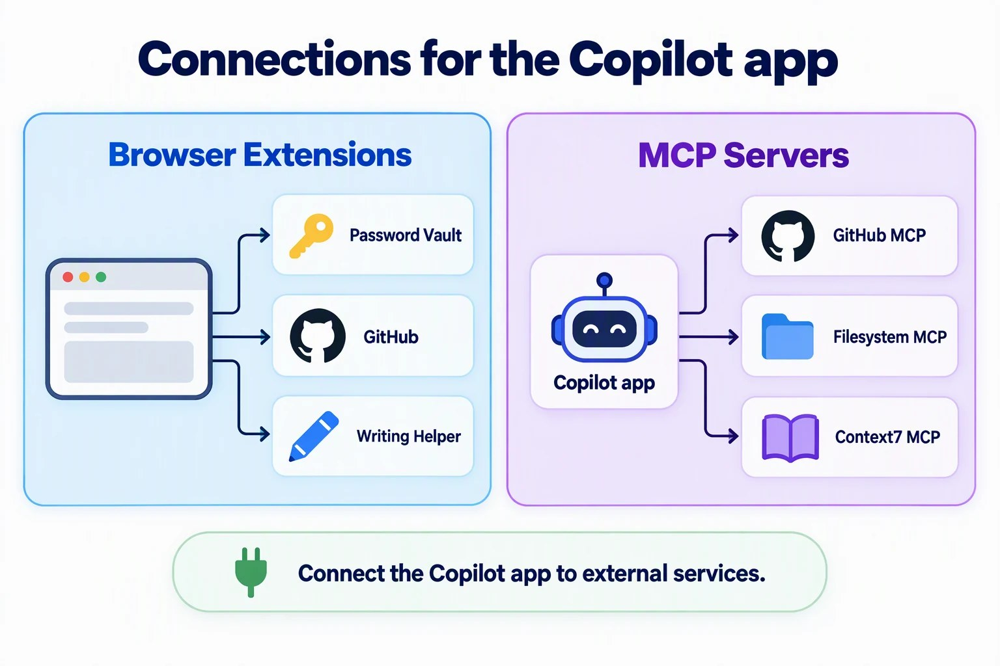 Connections for the Copilot app
Browser Extensions
Password Vault
GitHub
Writing Helper
MCP Servers
Copilot app
GitHub MCP
Filesystem MCP
Context7 MCP
Connect the Copilot app to external services.